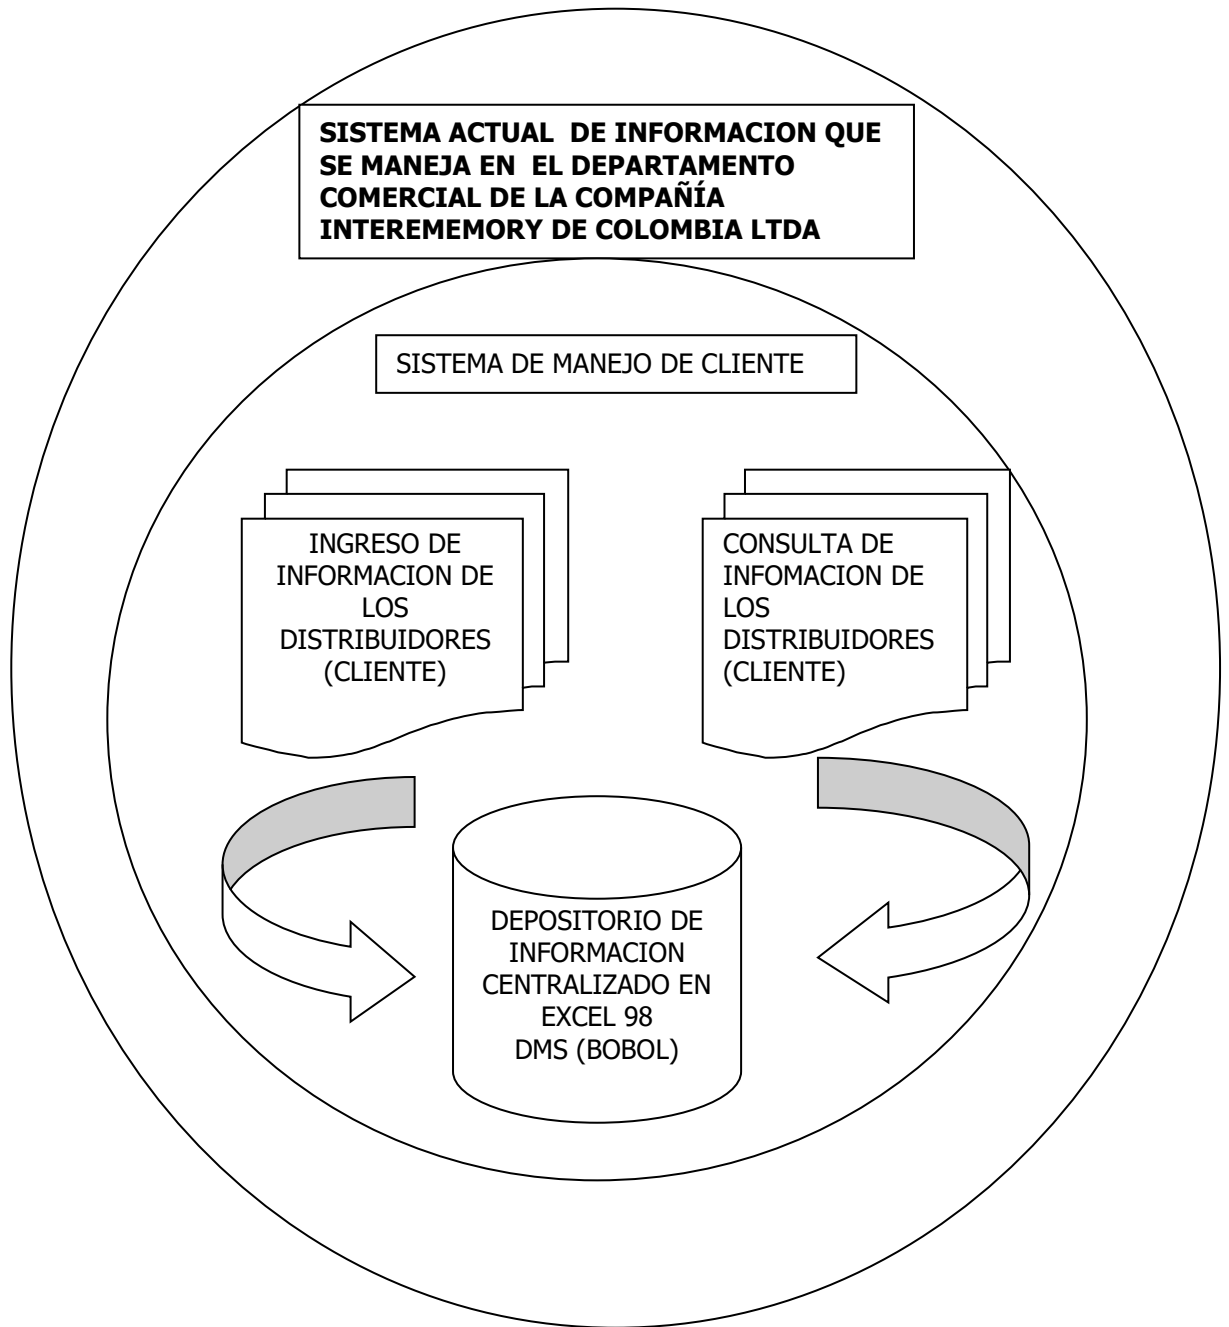 SISTEMA ACTUAL DE INFORMACION QUE
SE MANEJA EN EL DEPARTAMENTO
COMERCIAL DE LA COMPAÑÍA
INTEREMEMORY DE COLOMBIA LTDA
SISTEMA DE MANEJO DE CLIENTE
INGRESO DE
INFORMACION DE
LOS
DISTRIBUIDORES
(CLIENTE)
CONSULTA DE
INFOMACION DE
LOS
DISTRIBUIDORES
(CLIENTE)
DEPOSITORIO DE
INFORMACION
CENTRALIZADO EN
EXCEL 98
DMS (BOBOL)